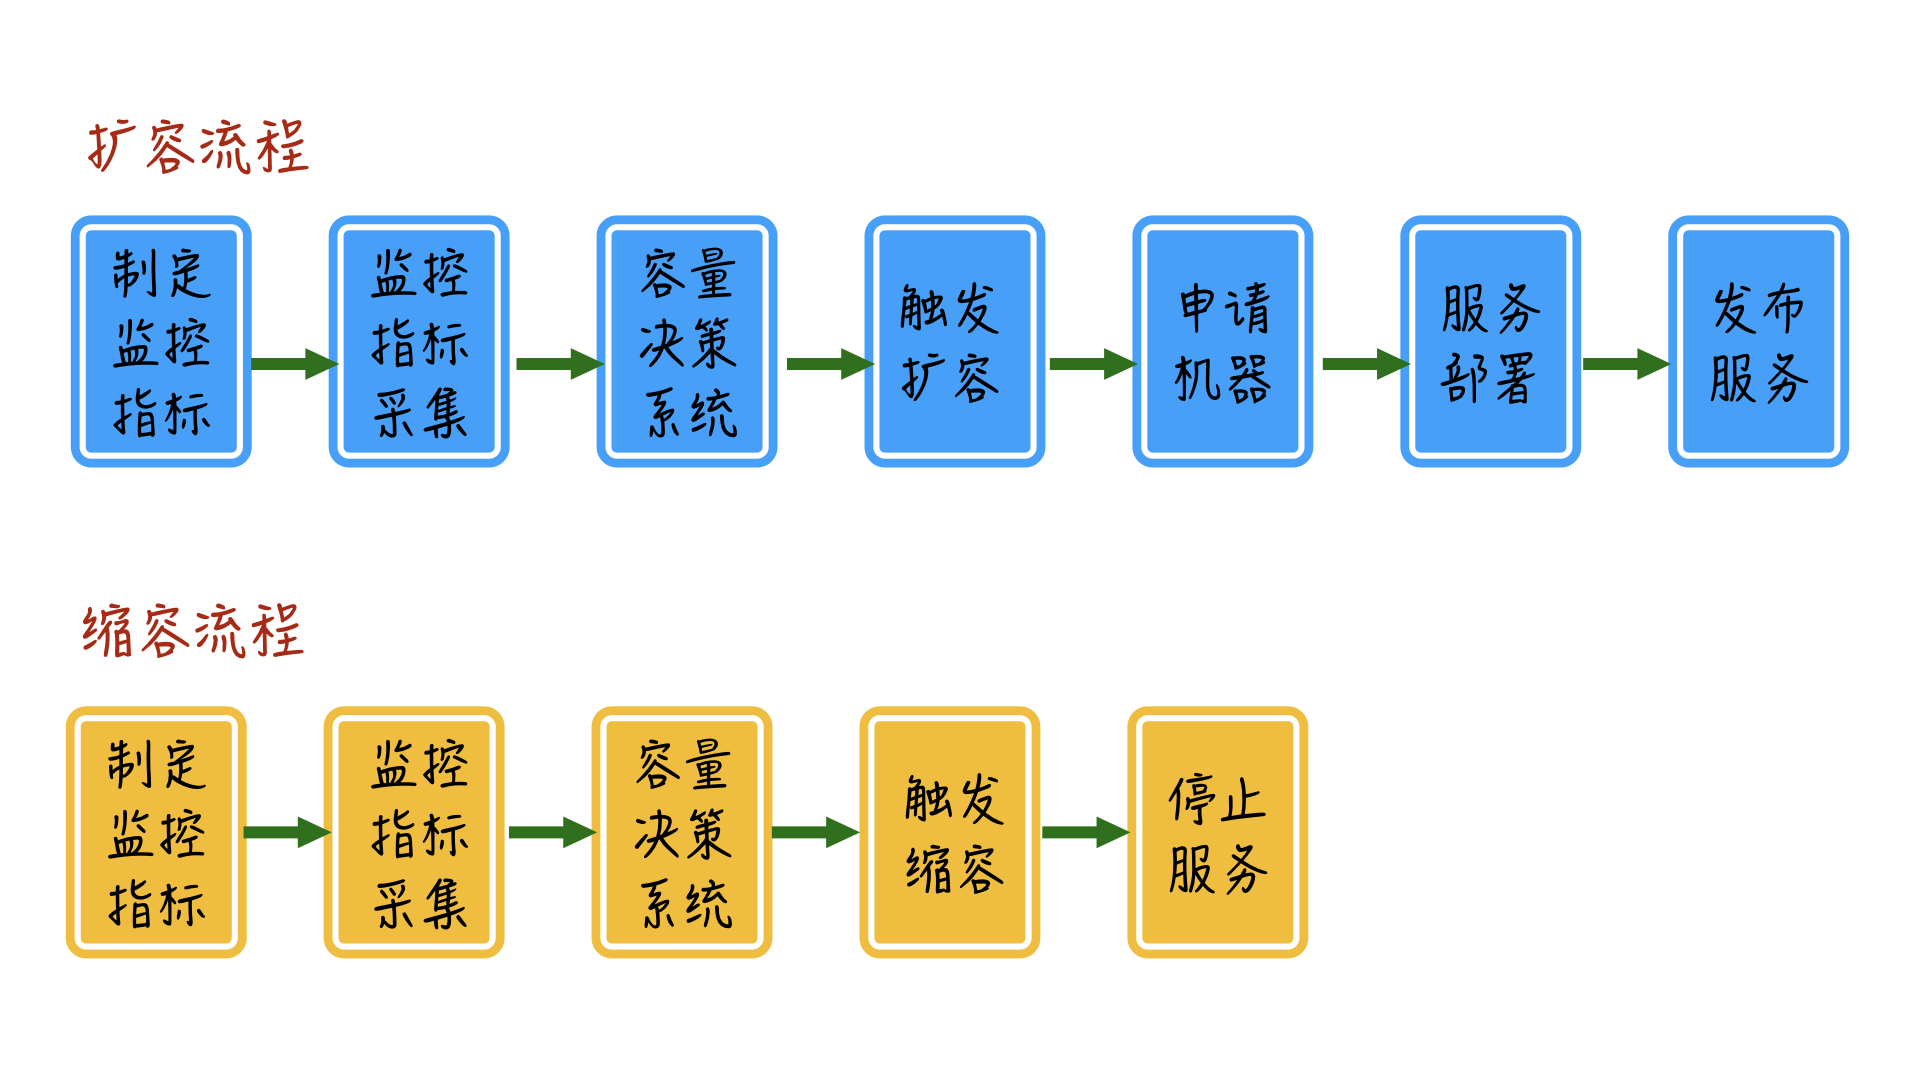 扩容流程
制定
监控
指标
监控
指标
采集
容量
决策
系统
触发
扩容
申请
机器
服务
部署
发布
服务
缩容流程
制定
监控
指标
监控
指标
采集
容量
决策
系统
触发
缩容
停止
服务